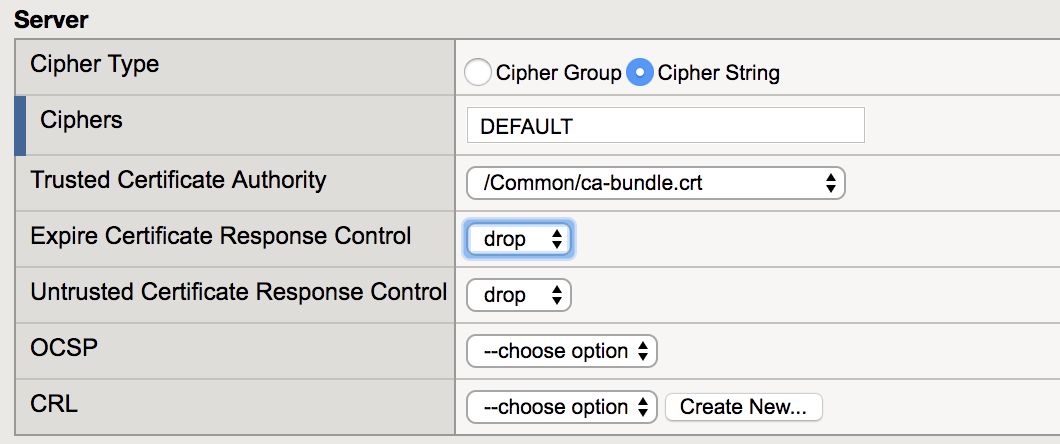 Server
Cipher Type
Cipher Group Cipher String
Ciphers
DEFAULT
Trusted Certificate Authority
/Common/ca-bundle.crt
Expire Certificate Response Control
drop
Untrusted Certificate Response Control
drop
OCSP
--choose option
CRL
--choose option Create New...